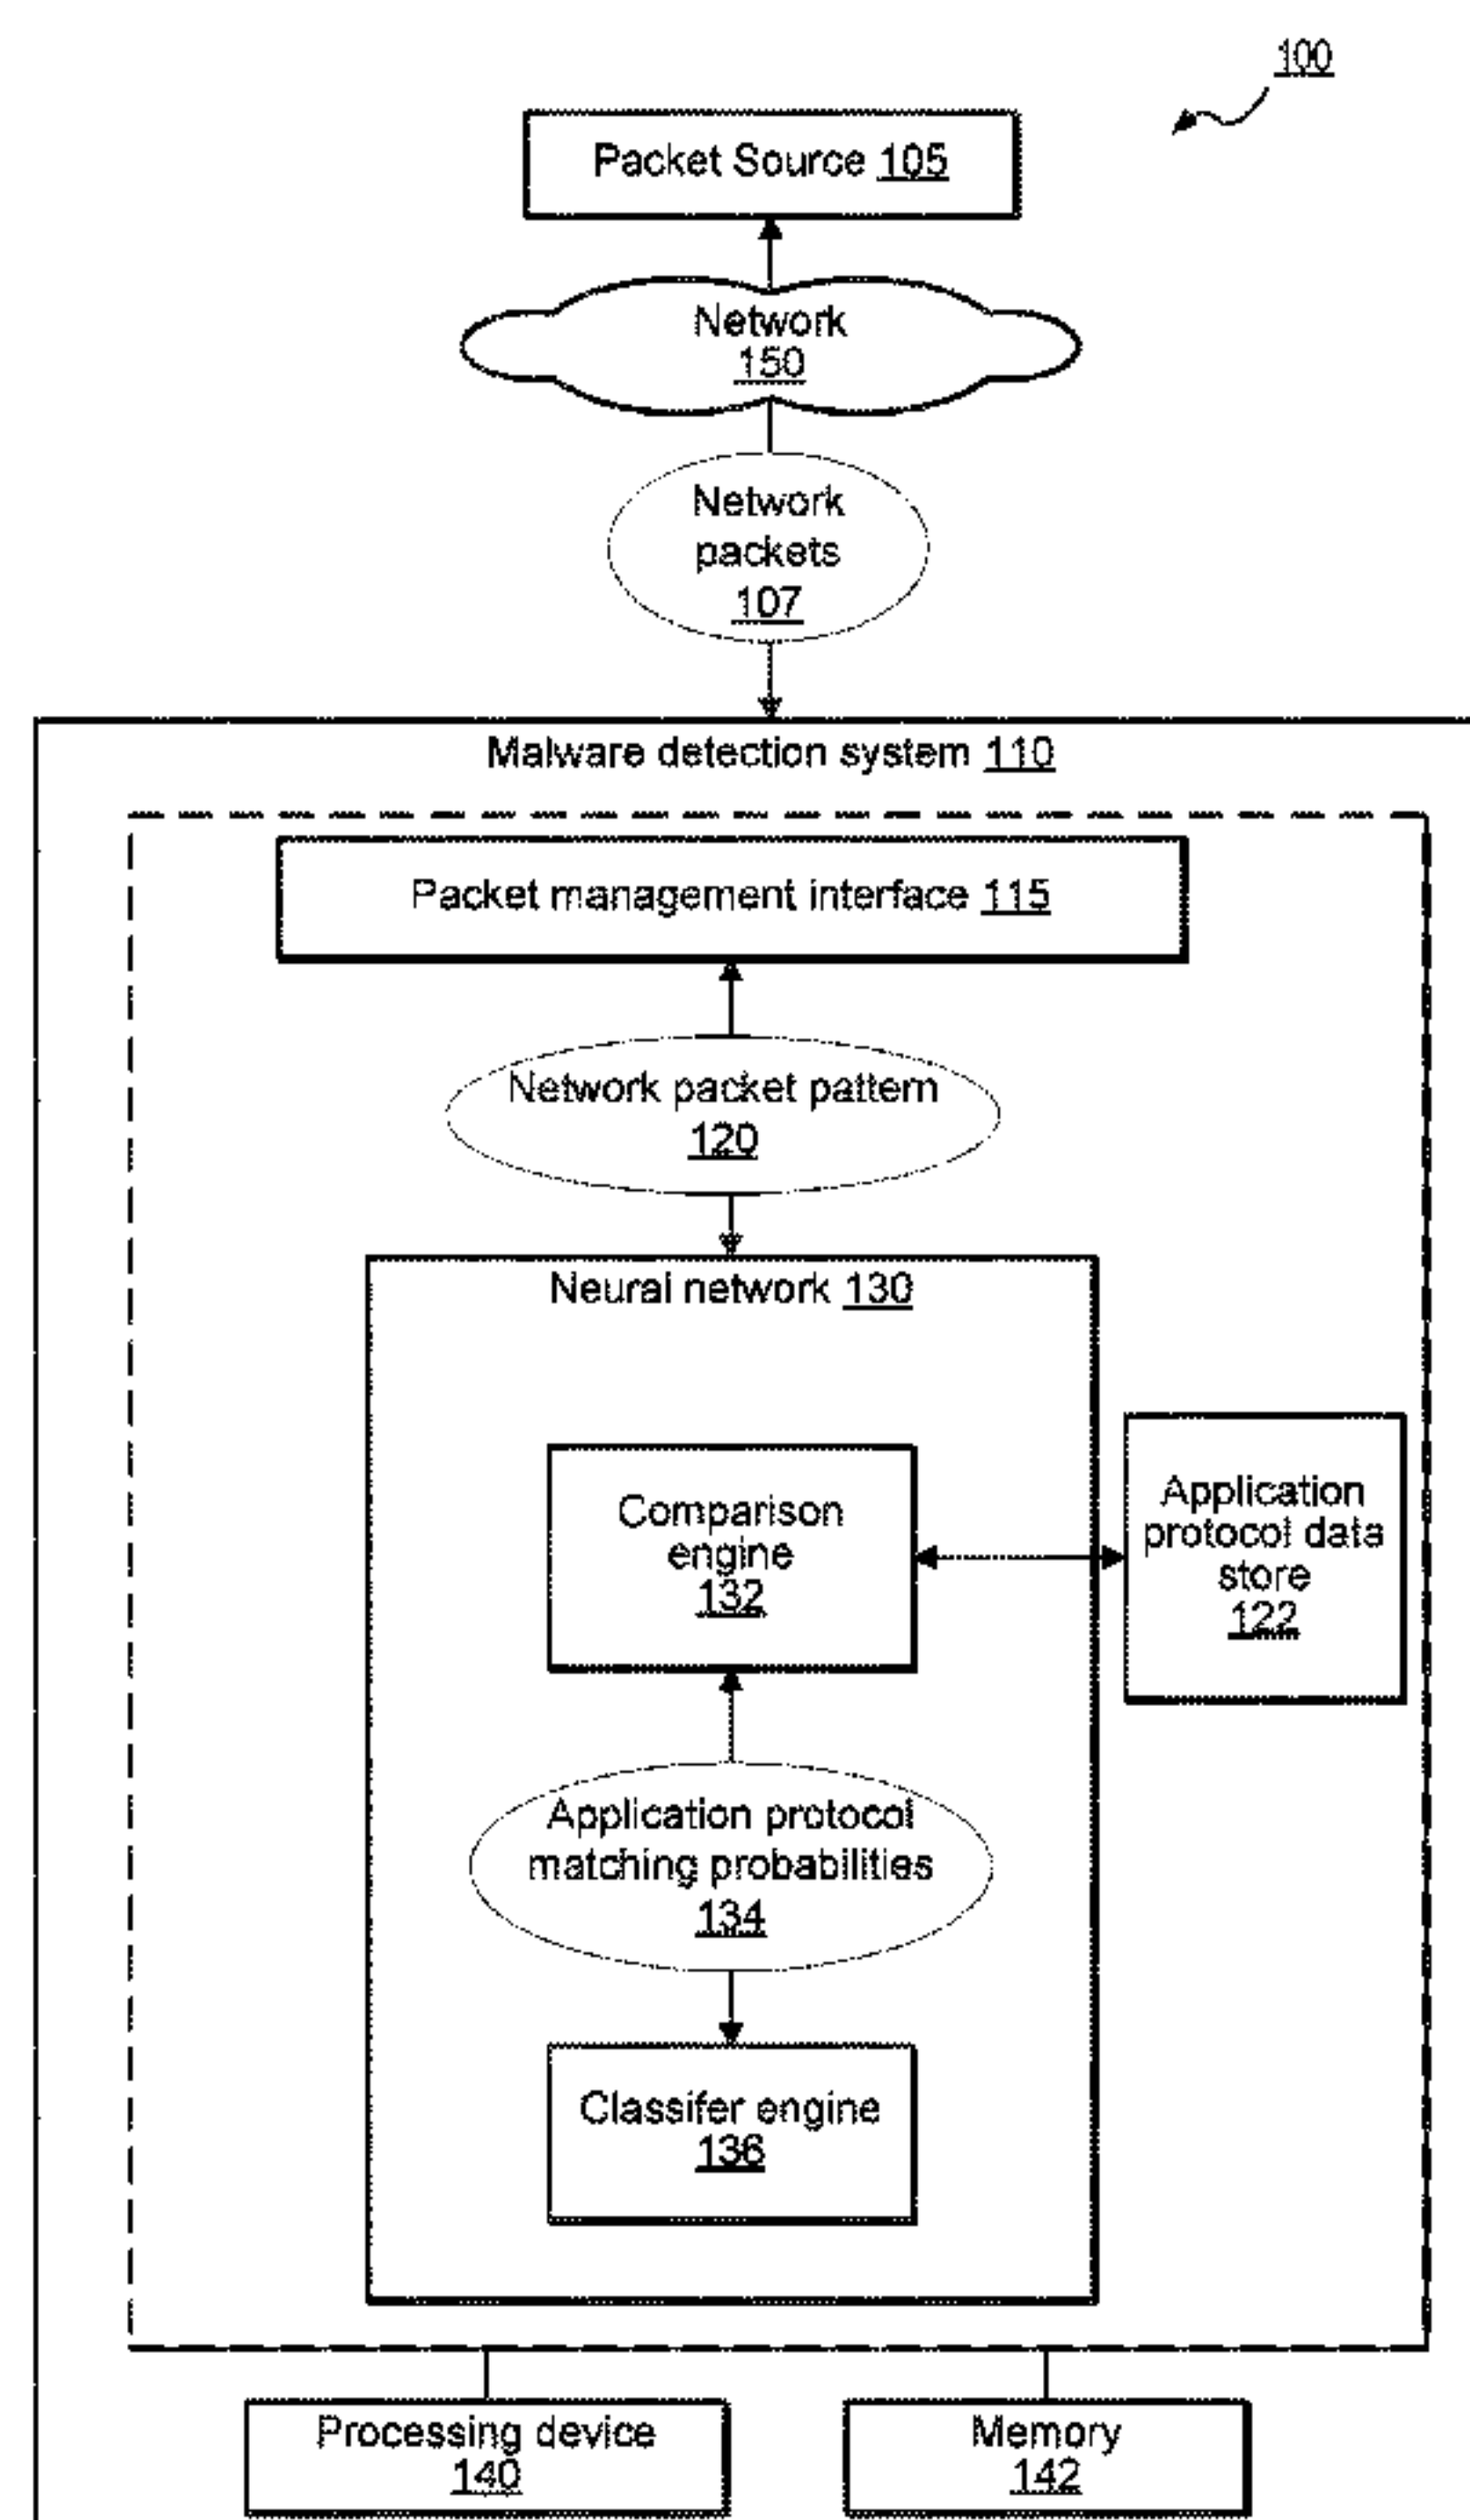 100
Packet Source 105
Network
150
Network
packets
107
Malware detection system 110
Packet management interface 115
Network packet pattern
120
Neural network 130
Comparison
engine
132
Application
protocol data
store
122
Application protocol
matching probabilities
134
Classifer engine
136
Processing device
140
Memory
142